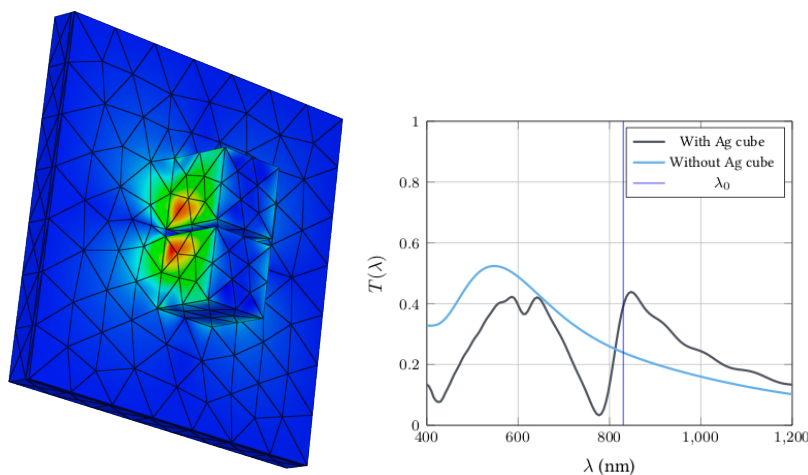 1
0.8
0.6
0.4
0.2
0
T(λ)
With Ag cube
Without Ag cube
λ₀
400 600 800 1,000 1,200
λ (nm)